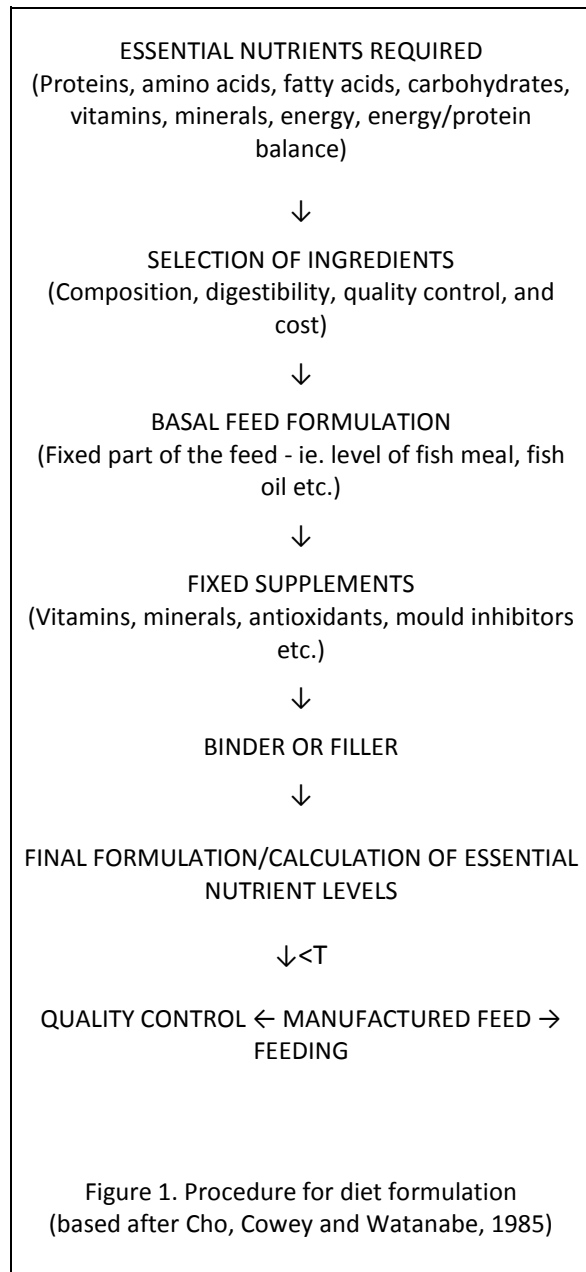 ESSENTIAL NUTRIENTS REQUIRED
(Proteins, amino acids, fatty acids, carbohydrates,
vitamins, minerals, energy, energy/protein
balance)
↓
SELECTION OF INGREDIENTS
(Composition, digestibility, quality control, and
cost)
↓
BASAL FEED FORMULATION
(Fixed part of the feed - ie. level of fish meal, fish
oil etc.)
↓
FIXED SUPPLEMENTS
(Vitamins, minerals, antioxidants, mould inhibitors
etc.)
↓
BINDER OR FILLER
↓
FINAL FORMULATION/CALCULATION OF ESSENTIAL
NUTRIENT LEVELS
↓<T
QUALITY CONTROL ← MANUFACTURED FEED →
FEEDING
Figure 1. Procedure for diet formulation
(based after Cho, Cowey and Watanabe, 1985)